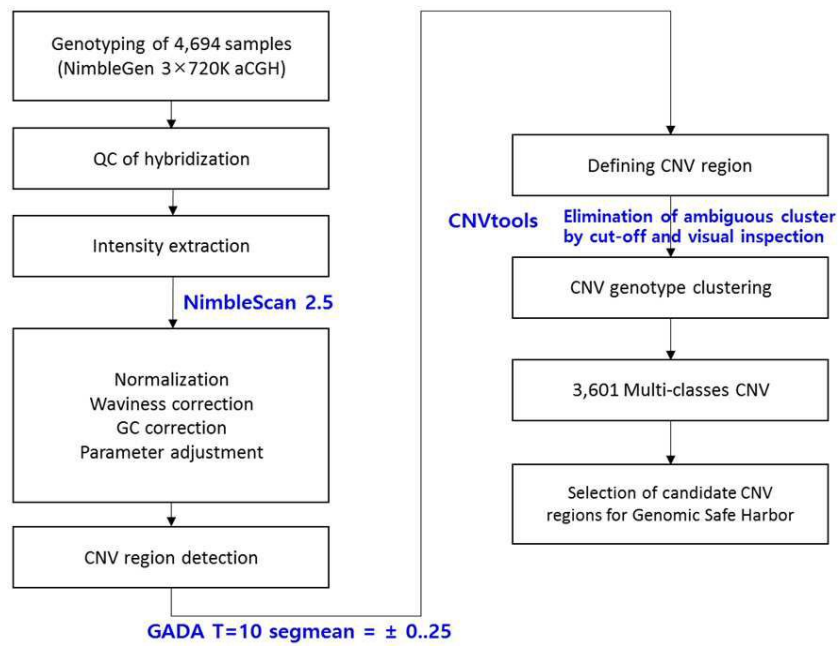 Genotyping of 4,694 samples
(NimbleGen 3×720K aCGH)
QC of hybridization
Intensity extraction
NimbleScan 2.5
Normalization
Waviness correction
GC correction
Parameter adjustment
CNV region detection
GADA T=10 segmean = ± 0..25
Defining CNV region
CNVtools
Elimination of ambiguous cluster
by cut-off and visual inspection
CNV genotype clustering
3,601 Multi-classes CNV
Selection of candidate CNV
regions for Genomic Safe Harbor